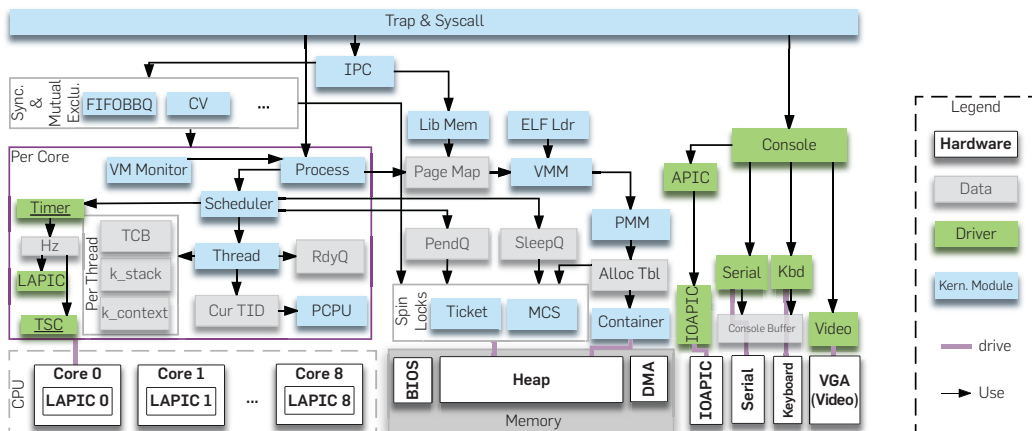 Trap & Syscall
IPC
Sync.
&
Mutual
Exclu.
FIFOBBQ
CV
...
Lib Mem
ELF Ldr
Console
Per Core
VM Monitor
Process
Page Map
VMM
APIC
Timer
Scheduler
PMM
Hz
Per Thread
TCB
Thread
RdyQ
PendQ
SleepQ
Alloc Tbl
Serial
Kbd
LAPIC
k_stack
k_context
Cur TID
PCPU
Spin
Locks
Ticket
MCS
Container
IOAPIC
Console Buffer
Video
TSC
CPU
Core 0
LAPIC 0
Core 1
LAPIC 1
...
Core 8
LAPIC 8
BIOS
Heap
DMA
Memory
IOAPIC
Serial
Keyboard
VGA
(Video)
Legend
Hardware
Data
Driver
Kern. Module
drive
Use